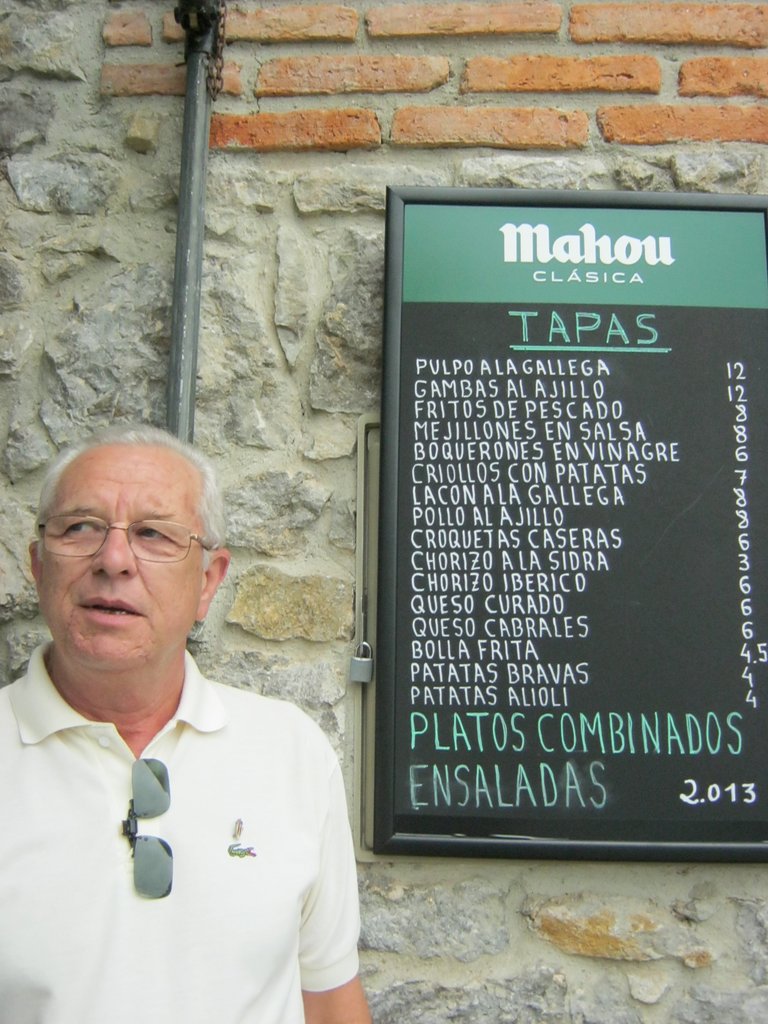 Mahou
CLÁSICA
TAPAS
PULPO A LA GALLEGA 12
GAMBAS AL AJILLO 12
FRITOS DE PESCADO 8
MEJILLONES EN SALSA 8
BOQUERONES EN VINAGRE 6
CRIOLLOS CON PATATAS 7
LACON A LA GALLEGA 8
POLLO AL AJILLO 8
CROQUETAS CASERAS 6
CHORIZO A LA SIDRA 3
CHORIZO IBERICO 6
QUESO CURADO 6
QUESO CABRALES 6
BOLLA FRITA 4.5
PATATAS BRAVAS 4
PATATAS ALIOLI 4
PLATOS COMBINADOS
ENSALADAS 2.013